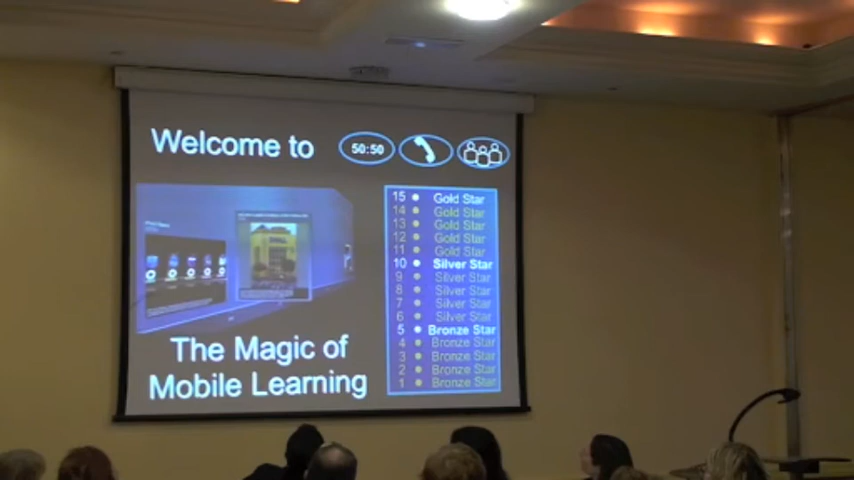 Welcome to
50:50
15 Gold Star
14 Gold Star
13 Gold Star
12 Gold Star
11 Gold Star
10 Silver Star
9 Silver Star
8 Silver Star
7 Silver Star
6 Silver Star
5 Bronze Star
4 Bronze Star
3 Bronze Star
2 Bronze Star
1 Bronze Star
The Magic of
Mobile Learning